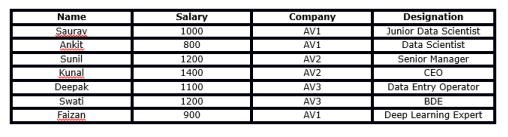 Name Salary Company Designation
Saurav 1000 AV1 Junior Data Scientist
Ankit 800 AV1 Data Scientist
Sunil 1200 AV2 Senior Manager
Kunal 1400 AV2 CEO
Deepak 1100 AV3 Data Entry Operator
Swati 1200 AV3 BDE
Faizan 900 AV1 Deep Learning Expert